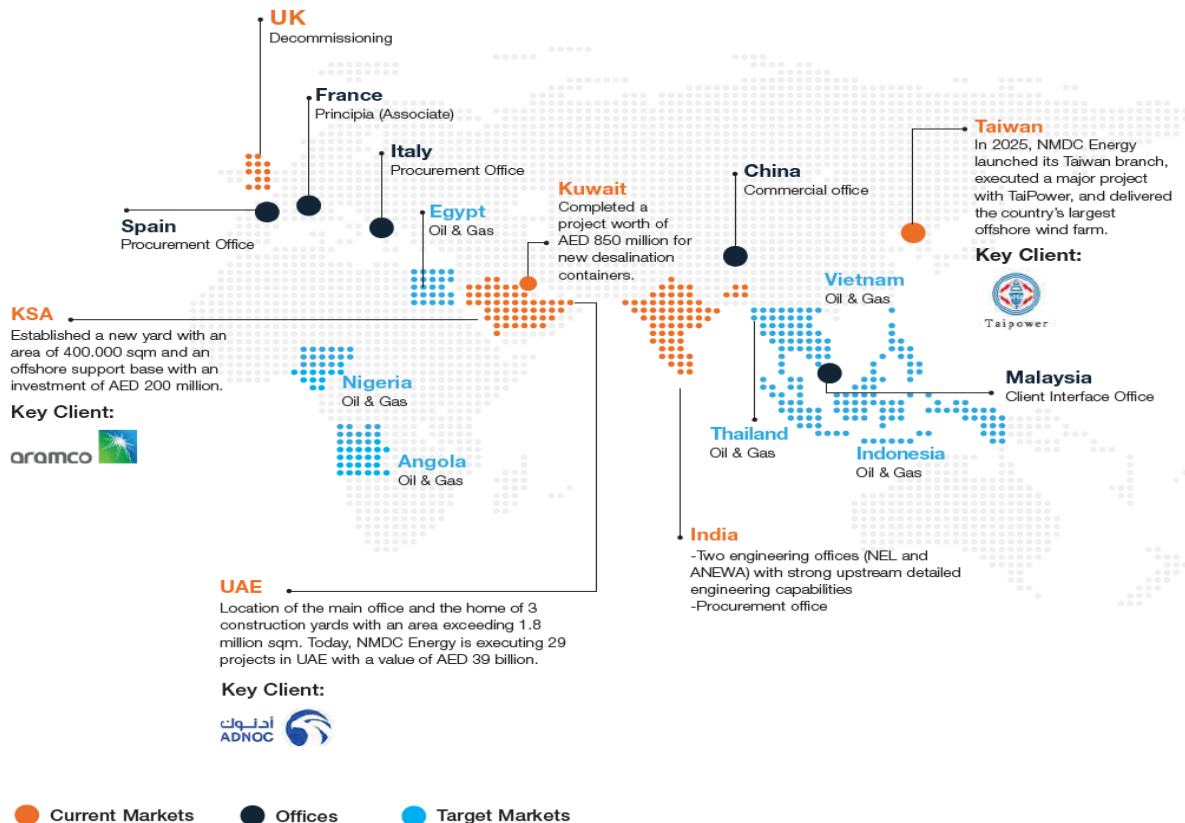 UK
Decommissioning
France
Principia (Associate)
Italy
Procurement Office
Spain
Procurement Office
Egypt
Oil & Gas
Kuwait
Completed a
project worth of
AED 850 million for
new desalination
containers.
China
Commercial office
Taiwan
In 2025, NMDC Energy
launched its Taiwan branch,
executed a major project
with TaiPower, and delivered
the country's largest
offshore wind farm.
Key Client:
Taipower
Vietnam
Oil & Gas
KSA
Established a new yard with an
area of 400.000 sqm and an
offshore support base with an
investment of AED 200 million.
Key Client:
aramco
Nigeria
Oil & Gas
Angola
Oil & Gas
Thailand
Oil & Gas
Indonesia
Oil & Gas
Malaysia
Client Interface Office
India
-Two engineering offices (NEL and
ANEWA) with strong upstream detailed
engineering capabilities
-Procurement office
UAE
Location of the main office and the home of 3
construction yards with an area exceeding 1.8
million sqm. Today, NMDC Energy is executing 29
projects in UAE with a value of AED 39 billion.
Key Client:
أدنوك
ADNOC
Current Markets
Offices
Target Markets